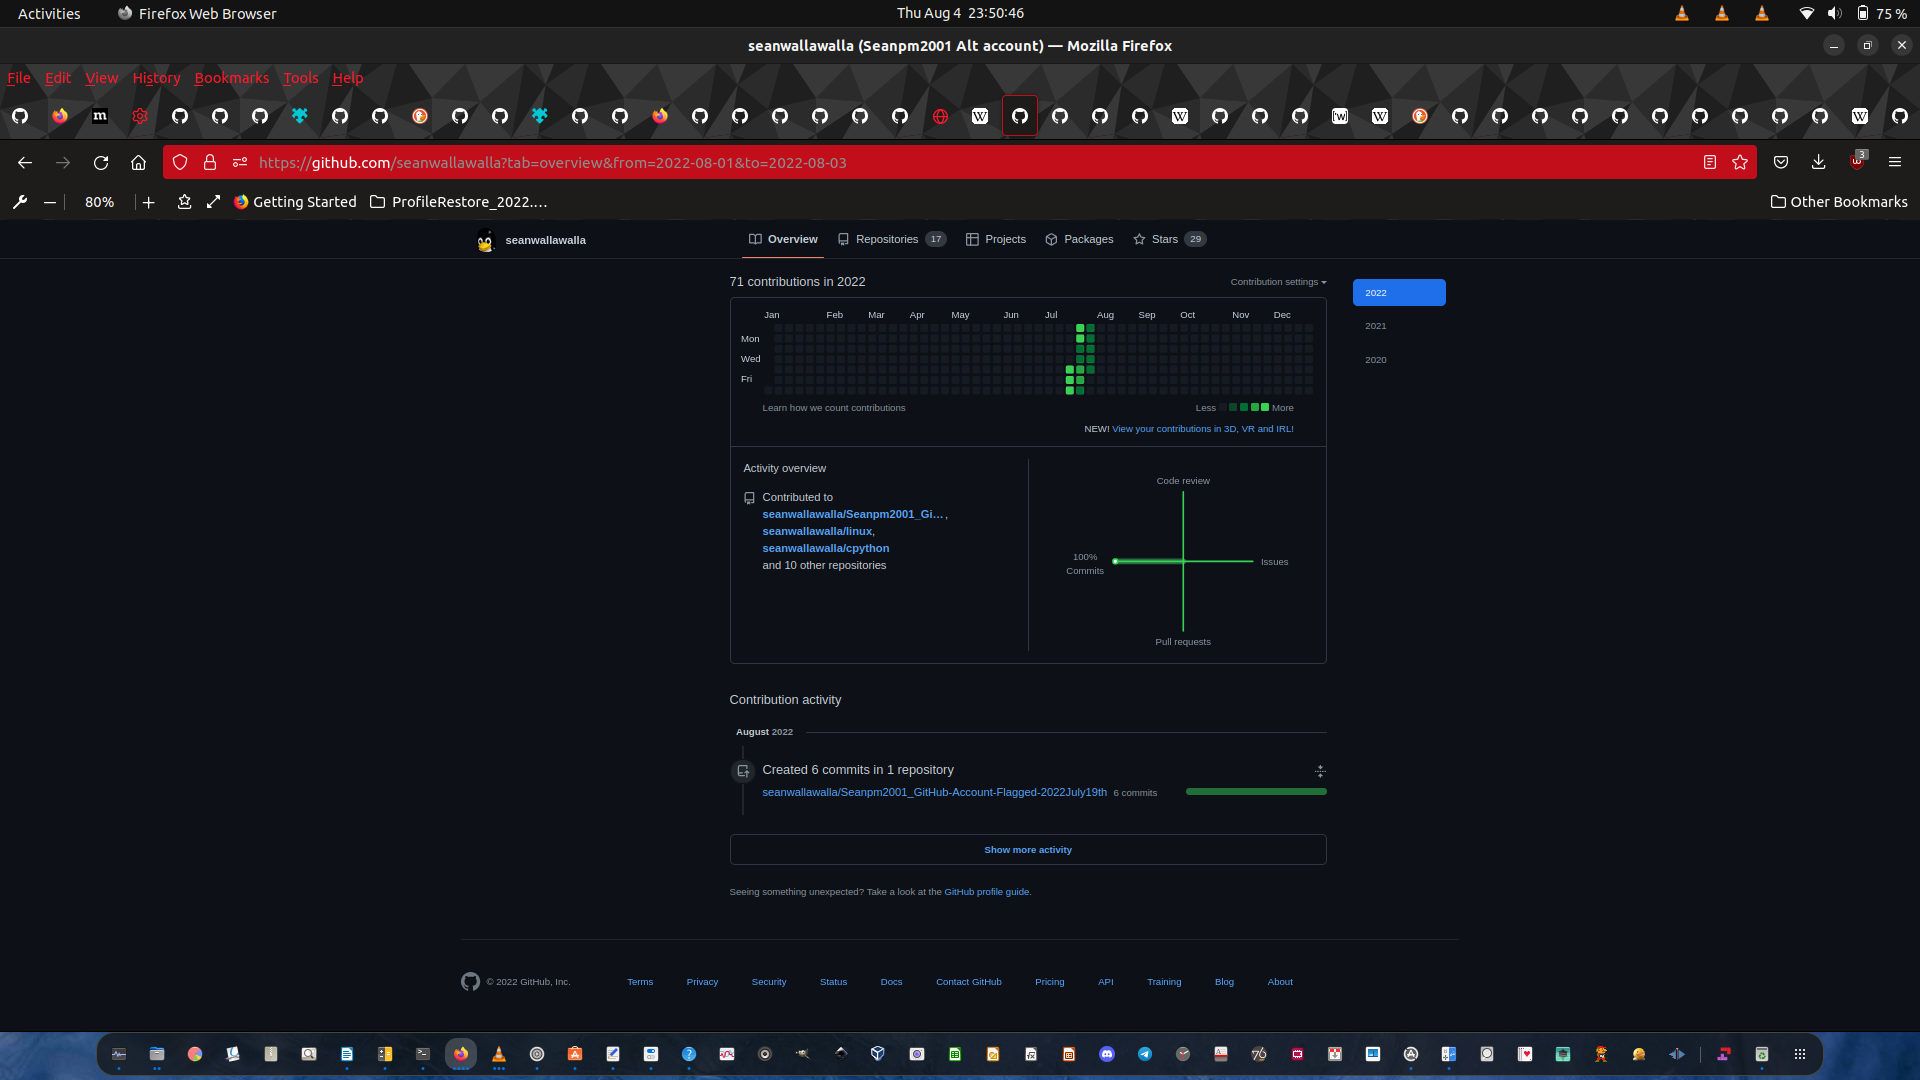 Activities Firefox Web Browser Thu Aug 4 23:50:46 75 %
seanwallawalla (Seanpm2001 Alt account) — Mozilla Firefox
File Edit View History Bookmarks Tools Help
https://github.com/seanwallawalla?tab=overview&from=2022-08-01&to=2022-08-03 3
80% Getting Started ProfileRestore_2022.… Other Bookmarks
seanwallawalla Overview Repositories 17 Projects Packages Stars 29
71 contributions in 2022 Contribution settings 2022
Jan Feb Mar Apr May Jun Jul Aug Sep Oct Nov Dec
2021
Mon
Wed 2020
Fri
Learn how we count contributions Less More
NEW! View your contributions in 3D, VR and IRL!
Activity overview
Contributed to
seanwallawalla/Seanpm2001_Gi…,
seanwallawalla/linux,
seanwallawalla/cpython
and 10 other repositories
Code review
100%
Commits
Issues
Pull requests
Contribution activity
August 2022
Created 6 commits in 1 repository
seanwallawalla/Seanpm2001_GitHub-Account-Flagged-2022July19th 6 commits
Show more activity
Seeing something unexpected? Take a look at the GitHub profile guide.
© 2022 GitHub, Inc. Terms Privacy Security Status Docs Contact GitHub Pricing API Training Blog About